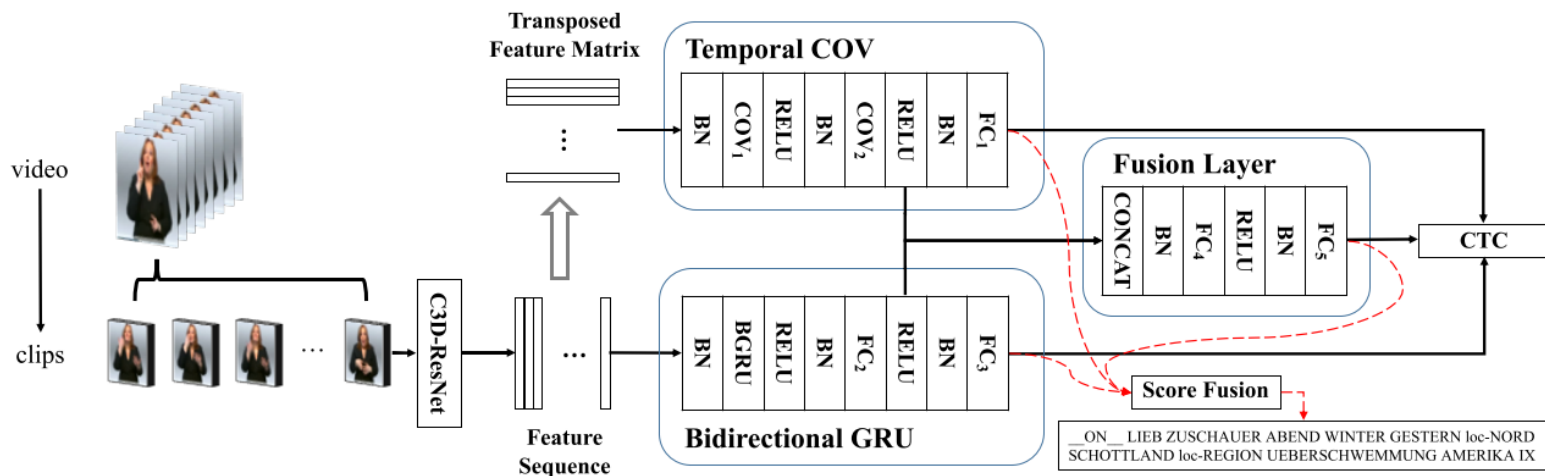 Transposed
Feature Matrix
Temporal COV
BN
COV1
RELU
BN
COV2
RELU
BN
FC1
video
clips
...
C3D-ResNet
...
...
Feature
Sequence
BN
BGRU
RELU
BN
FC2
RELU
BN
FC3
Bidirectional GRU
Fusion Layer
CONCAT
BN
FC4
RELU
BN
FC5
CTC
Score Fusion
__ON__ LIEB ZUSCHAUER ABEND WINTER GESTERN loc-NORD
SCHOTTLAND loc-REGION UEBERSCHWEMMUNG AMERIKA IX